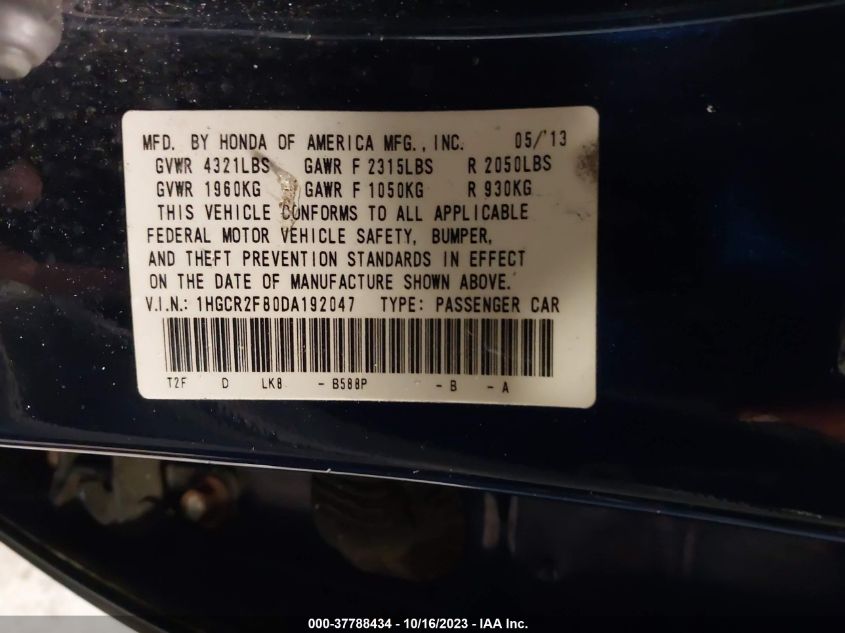 MFD. BY HONDA OF AMERICA MFG., INC. 05/'13
GVWR 4321LBS GAWR F 2315LBS R 2050LBS
GVWR 1960KG GAWR F 1050KG R 930KG
THIS VEHICLE CONFORMS TO ALL APPLICABLE
FEDERAL MOTOR VEHICLE SAFETY, BUMPER,
AND THEFT PREVENTION STANDARDS IN EFFECT
ON THE DATE OF MANUFACTURE SHOWN ABOVE.
V.I.N.: 1HGCR2F80DA192047 TYPE: PASSENGER CAR
T2F D LK8 - B588P - B - A
000-37788434 / 10/16/2023 - IAA Inc.